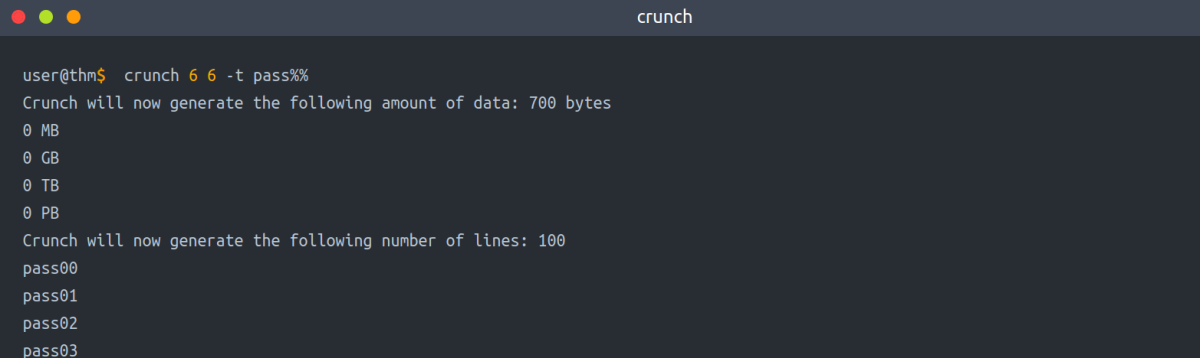 crunch
user@thm$  crunch 6 6 -t pass%%
Crunch will now generate the following amount of data: 700 bytes
0 MB
0 GB
0 TB
0 PB
Crunch will now generate the following number of lines: 100
pass00
pass01
pass02
pass03